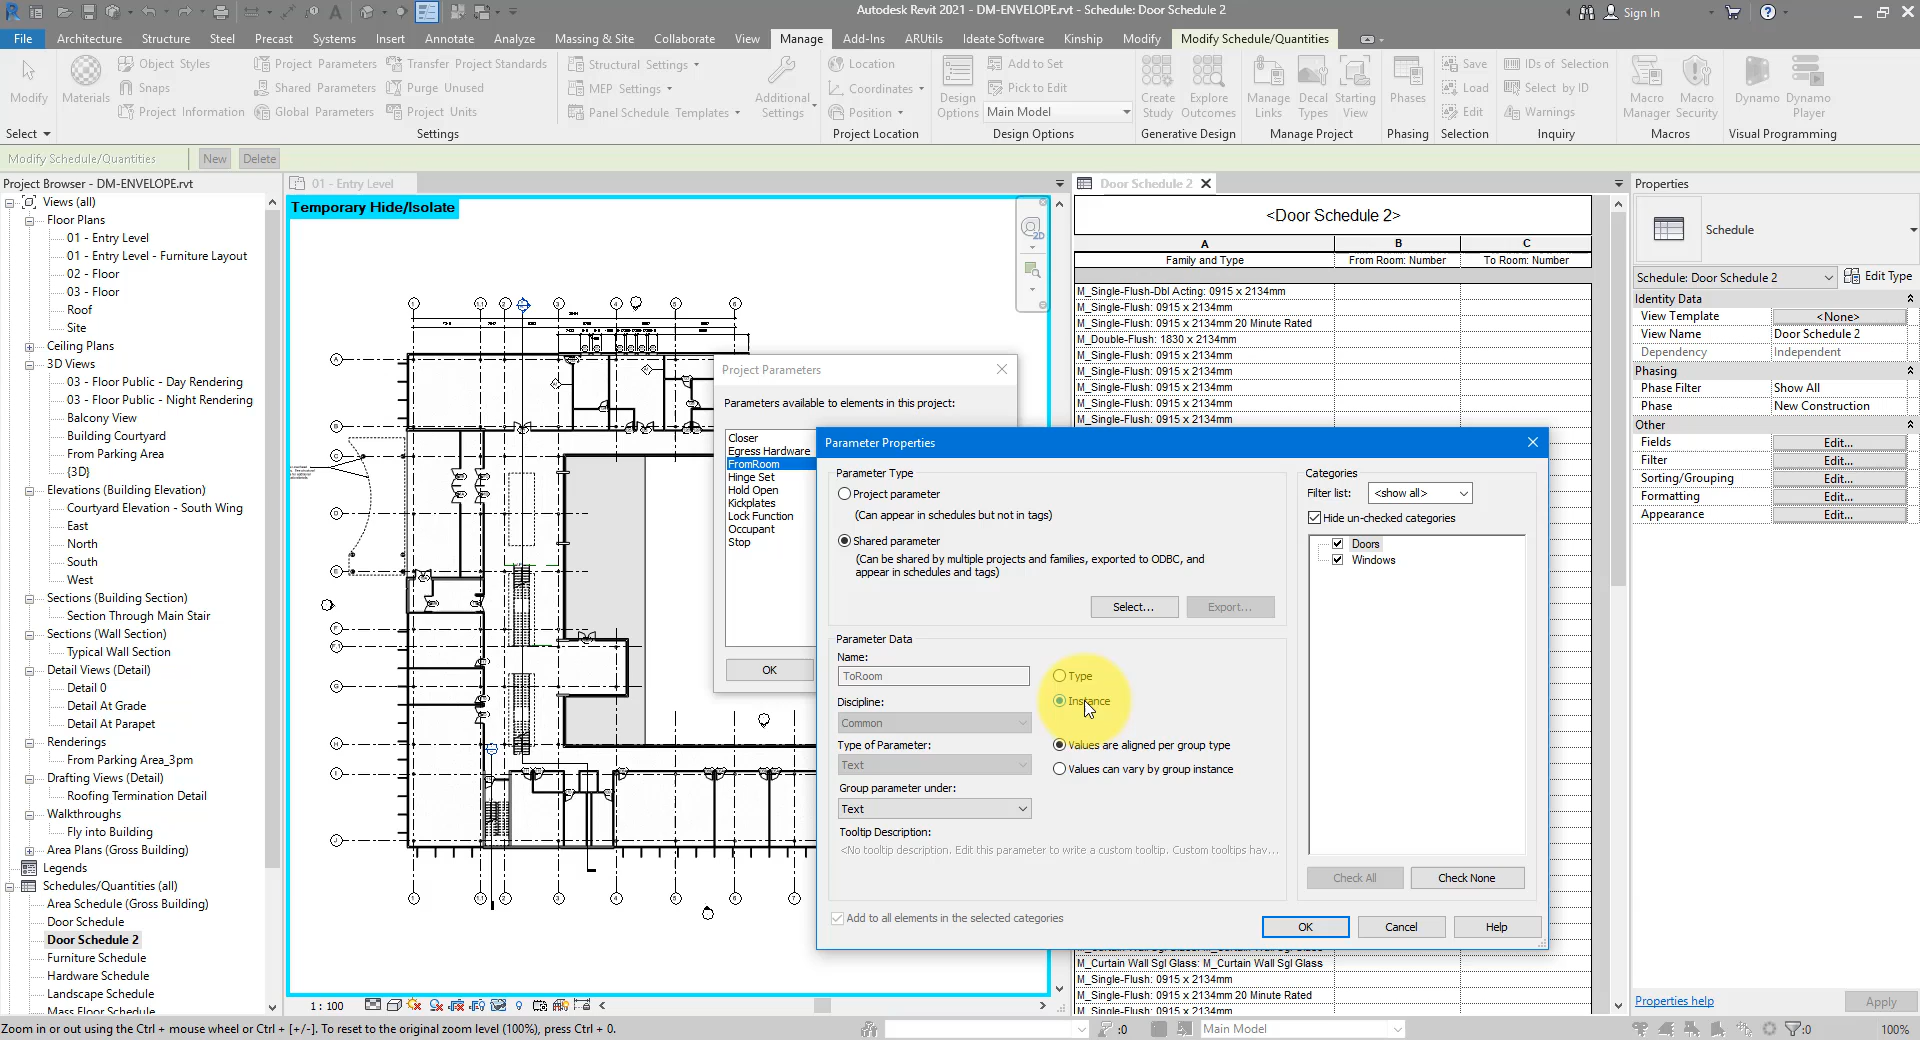 Autodesk Revit 2021 - DM-ENVELOPE.rvt - Schedule: Door Schedule 2
Sign In
File Architecture Structure Steel Precast Systems Insert Annotate Analyze Massing & Site Collaborate View Manage Add-Ins ARUtils Ideate Software Kinship Modify Modify Schedule/Quantities
Modify
Select
Materials
Object Styles
Snaps
Project Information
Project Parameters
Shared Parameters
Global Parameters
Transfer Project Standards
Purge Unused
Project Units
Structural Settings
MEP Settings
Panel Schedule Templates
Additional Settings
Settings
Location
Coordinates
Position
Project Location
Design Options
Add to Set
Pick to Edit
Main Model
Design Options
Create Study
Explore Outcomes
Generative Design
Manage Links
Decal Types
Starting View
Manage Project
Phases
Phasing
Save
Load
Edit
Selection
IDs of Selection
Select by ID
Warnings
Inquiry
Macro Manager
Macro Security
Macros
Dynamo
Dynamo Player
Visual Programming
Modify Schedule/Quantities New Delete
Project Browser - DM-ENVELOPE.rvt
Views (all)
Floor Plans
01 - Entry Level
01 - Entry Level - Furniture Layout
02 - Floor
03 - Floor
Roof
Site
Ceiling Plans
3D Views
03 - Floor Public - Day Rendering
03 - Floor Public - Night Rendering
Balcony View
Building Courtyard
From Parking Area
{3D}
Elevations (Building Elevation)
Courtyard Elevation - South Wing
East
North
South
West
Sections (Building Section)
Section Through Main Stair
Sections (Wall Section)
Typical Wall Section
Detail Views (Detail)
Detail 0
Detail At Grade
Detail At Parapet
Renderings
From Parking Area_3pm
Drafting Views (Detail)
Roofing Termination Detail
Walkthroughs
Fly into Building
Area Plans (Gross Building)
Legends
Schedules/Quantities (all)
Area Schedule (Gross Building)
Door Schedule
Door Schedule 2
Furniture Schedule
Hardware Schedule
Landscape Schedule
Mass Floor Schedule
01 - Entry Level
Temporary Hide/Isolate
2D
1 : 100
Project Parameters
Parameters available to elements in this project:
Closer
Egress Hardware
FromRoom
Hinge Set
Hold Open
Kickplates
Lock Function
Occupant
Stop
OK
Parameter Properties
Parameter Type
Project parameter
(Can appear in schedules but not in tags)
Shared parameter
(Can be shared by multiple projects and families, exported to ODBC, and
appear in schedules and tags)
Select... Export...
Parameter Data
Name:
ToRoom
Type
Discipline:
Instance
Common
Type of Parameter:
Values are aligned per group type
Text
Values can vary by group instance
Group parameter under:
Text
Tooltip Description:
<No tooltip description. Edit this parameter to write a custom tooltip. Custom tooltips hav...
Add to all elements in the selected categories
Categories
Filter list: <show all>
Hide un-checked categories
Doors
Windows
Check All Check None
OK Cancel Help
Door Schedule 2
<Door Schedule 2>
A B C
Family and Type From Room: Number To Room: Number
M_Single-Flush-Dbl Acting: 0915 x 2134mm
M_Single-Flush: 0915 x 2134mm
M_Single-Flush: 0915 x 2134mm 20 Minute Rated
M_Double-Flush: 1830 x 2134mm
M_Single-Flush: 0915 x 2134mm
M_Single-Flush: 0915 x 2134mm
M_Single-Flush: 0915 x 2134mm
M_Single-Flush: 0915 x 2134mm
M_Single-Flush: 0915 x 2134mm
M_Curtain Wall Sgl Glass: M_Curtain Wall Sgl Glass
M_Single-Flush: 0915 x 2134mm
M_Single-Flush: 0915 x 2134mm 20 Minute Rated
M_Single-Flush: 0915 x 2134mm
Properties
Schedule
Schedule: Door Schedule 2 Edit Type
Identity Data
View Template <None>
View Name Door Schedule 2
Dependency Independent
Phasing
Phase Filter Show All
Phase New Construction
Other
Fields Edit...
Filter Edit...
Sorting/Grouping Edit...
Formatting Edit...
Appearance Edit...
Properties help Apply
Zoom in or out using the Ctrl + mouse wheel or Ctrl + [+/-]. To reset to the original zoom level (100%), press Ctrl + 0.
:0
Main Model
:0
100%